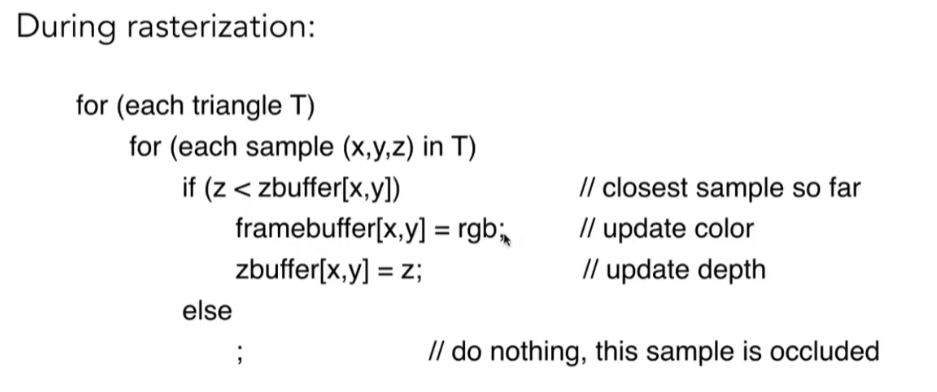 During rasterization:
for (each triangle T)
for (each sample (x,y,z) in T)
if (z < zbuffer[x,y]) // closest sample so far
framebuffer[x,y] = rgb; // update color
zbuffer[x,y] = z; // update depth
else
; // do nothing, this sample is occluded